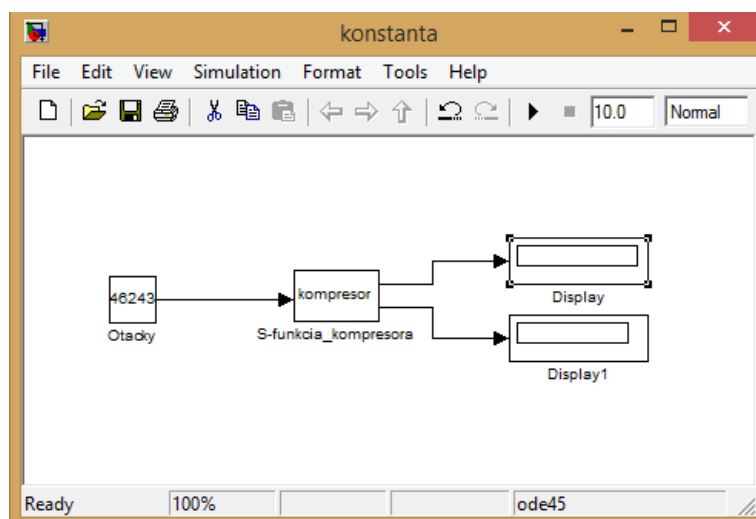 konstanta
File Edit View Simulation Format Tools Help
10.0 Normal
46243
Otacky
kompresor
S-funkcia_kompresora
Display
Display1
Ready 100% ode45